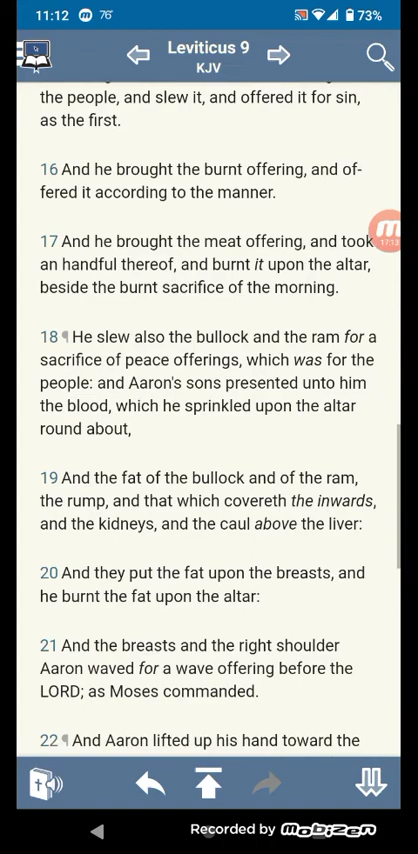 11:12 m 76° 73%
Leviticus 9
KJV
the people, and slew it, and offered it for sin,
as the first.
16 And he brought the burnt offering, and of-
fered it according to the manner.
17 And he brought the meat offering, and took
an handful thereof, and burnt it upon the altar,
beside the burnt sacrifice of the morning.
18 ¶ He slew also the bullock and the ram for a
sacrifice of peace offerings, which was for the
people: and Aaron's sons presented unto him
the blood, which he sprinkled upon the altar
round about,
19 And the fat of the bullock and of the ram,
the rump, and that which covereth the inwards,
and the kidneys, and the caul above the liver:
20 And they put the fat upon the breasts, and
he burnt the fat upon the altar:
21 And the breasts and the right shoulder
Aaron waved for a wave offering before the
LORD; as Moses commanded.
22 ¶ And Aaron lifted up his hand toward the
Recorded by mobizen